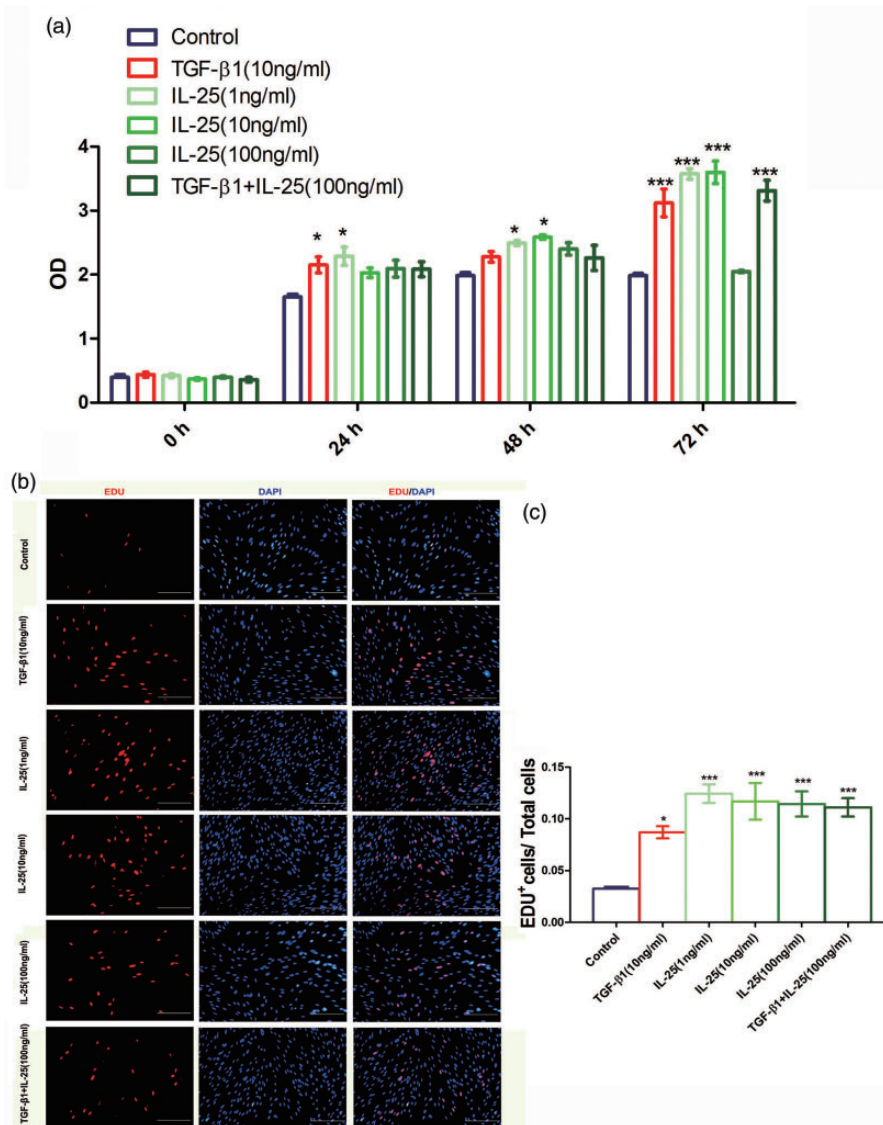 (a)
Control
TGF-β1(10ng/ml)
IL-25(1ng/ml)
IL-25(10ng/ml)
IL-25(100ng/ml)
TGF-β1+IL-25(100ng/ml)
4
3
2
1
0
OD
* *
* *
*** *** *** ***
0 h
24 h
48 h
72 h
(b)
EDU DAPI EDU/DAPI
Control
TGF-β1(10ng/ml)
IL-25(1ng/ml)
IL-25(10ng/ml)
IL-25(100ng/ml)
TGF-β1+IL-25(100ng/ml)
(c)
EDU+cells/ Total cells
0.15
0.10
0.05
0.00
* *** *** *** ***
Control
TGF-β1(10ng/ml)
IL-25(1ng/ml)
IL-25(10ng/ml)
IL-25(100ng/ml)
TGF-β1+IL-25(100ng/ml)